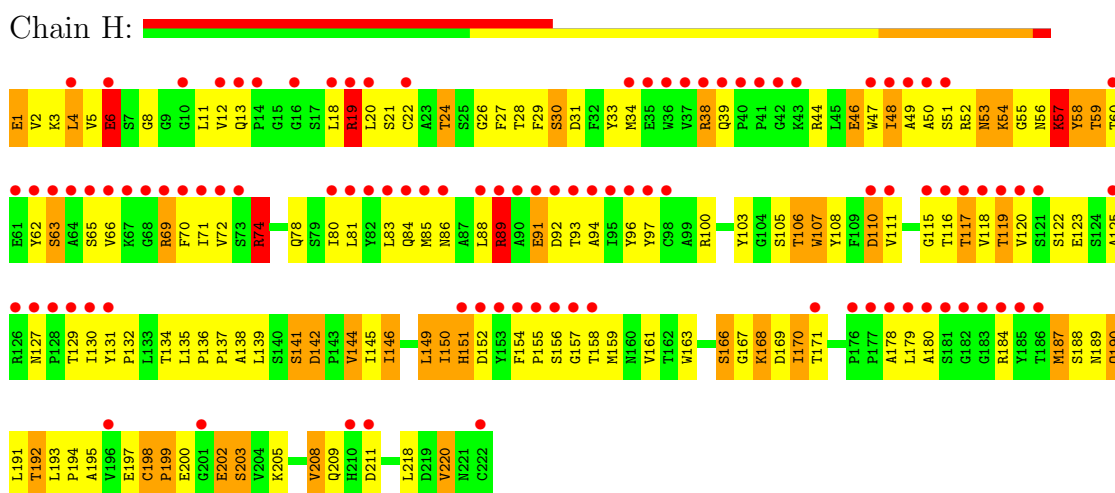 Chain H:
E1 V2 K3 L4 V5 E6 S7 G8 G9 G10 L11 V12 Q13 P14 G15 G16 S17 L18 R19 L20 S21 C22 A23 T24 S25 G26 F27 T28 F29 S30 D31 F32 Y33 M34 E35 W36 V37 R38 Q39 P40 P41 G42 K43 R44 L45 E46 W47 I48 A49 A50 S51 R52 N53 K54 G55 N56 K57 Y58 T59 T60
E61 Y62 S63 A64 S65 V66 K67 G68 R69 F70 I71 V72 S73 R74 Q78 S79 I80 L81 Y82 L83 Q84 M85 N86 A87 L88 R89 A90 E91 D92 T93 A94 I95 Y96 Y97 C98 A99 R100 Y103 G104 S105 T106 W107 Y108 F109 D110 V111 G115 T116 T117 V118 T119 V120 S121 S122 E123 S124 A125
R126 N127 P128 T129 I130 Y131 P132 L133 T134 L135 P136 P137 A138 L139 S140 S141 D142 P143 V144 I145 I146 L149 I150 H151 D152 Y153 F154 P155 S156 G157 T158 M159 N160 V161 T162 W163 S166 G167 K168 D169 I170 T171 P176 P177 A178 L179 A180 S181 G182 G183 R184 Y185 T186 M187 S188 N189 P190
L191 T192 L193 P194 A195 V196 E197 C198 P199 E200 G201 E202 S203 V204 K205 V208 Q209 H210 D211 L218 D219 V220 N221 C222